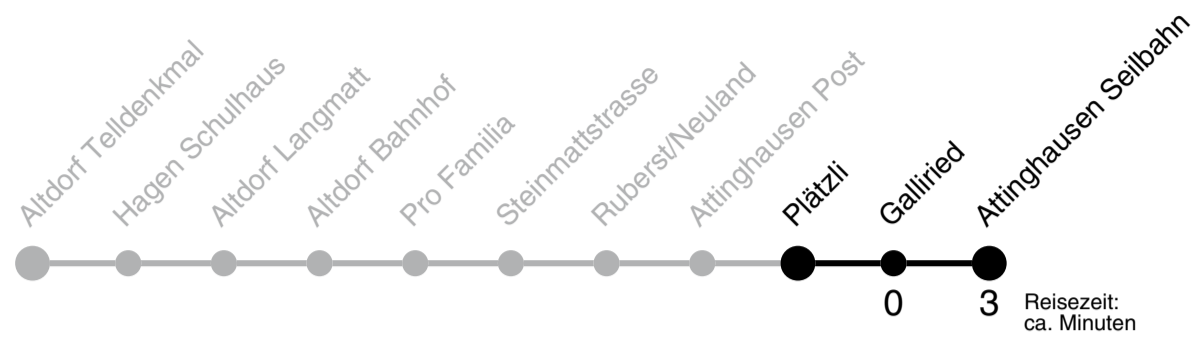 Altdorf Telldenkmal
Hagen Schulhaus
Altdorf Langmatt
Altdorf Bahnhof
Pro Familia
Steinmattstrasse
Ruberst/Neuland
Attinghausen Post
Plätzli
Galliried
Attinghausen Seilbahn
0
3
Reisezeit:
ca. Minuten